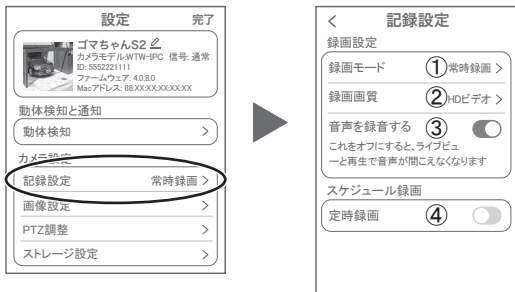 設定 完了
ゴマちゃんS2
カメラモデル:WTW-IPC 信号: 通常
ID: 5552221111
ファームウェア: 4.0.8.0
Macアドレス: 88:XX:XX:XX:XX:XX
動体検知と通知
動体検知 >
カメラ設定
記録設定 常時録画 >
画像設定 >
PTZ調整 >
ストレージ設定 >
< 記録設定
録画設定
録画モード ①常時録画 >
録画画質 ②HDビデオ >
音声を録音する ③
これをオフにすると、ライブビュ
ーと再生で音声が聞こえなくなります
スケジュール録画
定時録画 ④